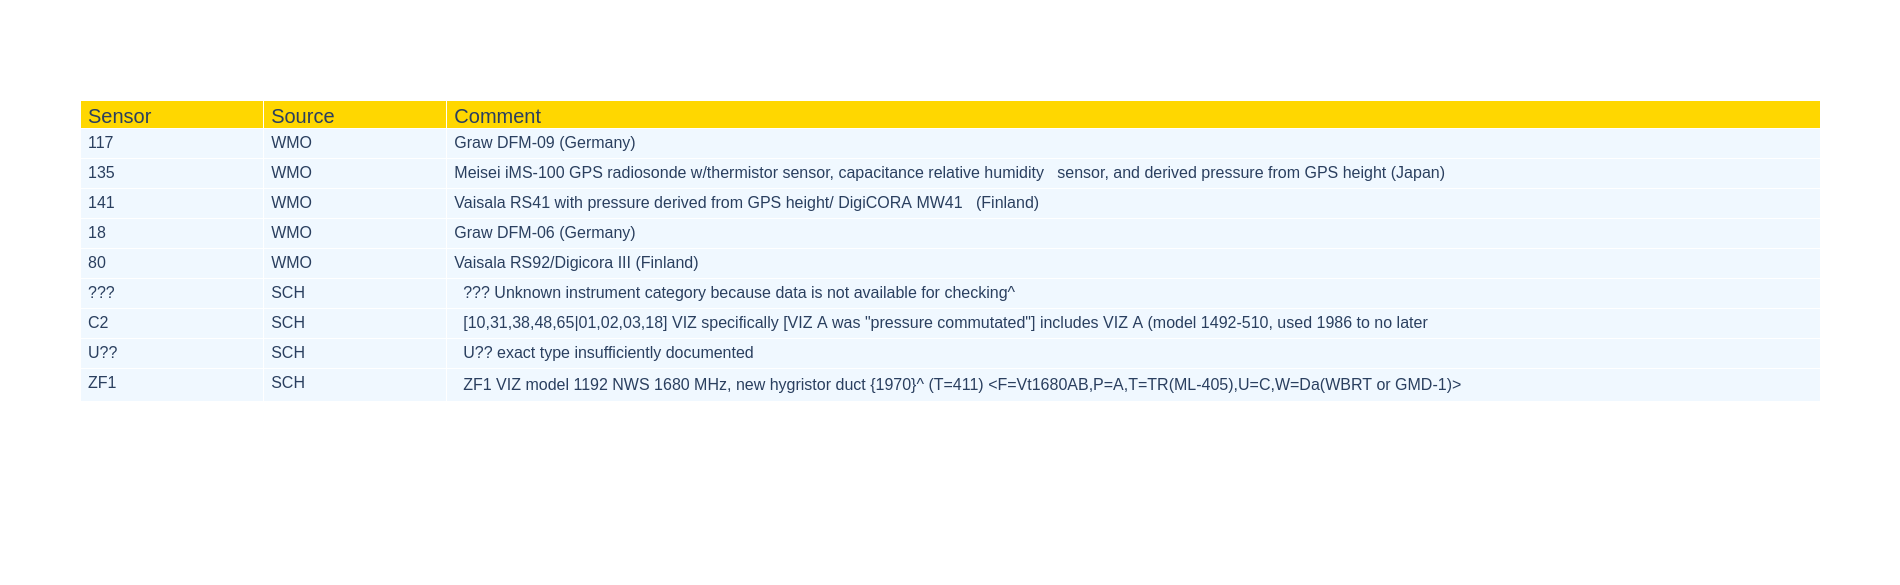 Sensor Source Comment
117 WMO Graw DFM-09 (Germany)
135 WMO Meisei iMS-100 GPS radiosonde w/thermistor sensor, capacitance relative humidity   sensor, and derived pressure from GPS height (Japan)
141 WMO Vaisala RS41 with pressure derived from GPS height/ DigiCORA MW41   (Finland)
18 WMO Graw DFM-06 (Germany)
80 WMO Vaisala RS92/Digicora III (Finland)
??? SCH ??? Unknown instrument category because data is not available for checking^
C2 SCH [10,31,38,48,65|01,02,03,18] VIZ specifically [VIZ A was "pressure commutated"] includes VIZ A (model 1492-510, used 1986 to no later
U?? SCH U?? exact type insufficiently documented
ZF1 SCH ZF1 VIZ model 1192 NWS 1680 MHz, new hygristor duct {1970}^ (T=411) <F=Vt1680AB,P=A,T=TR(ML-405),U=C,W=Da(WBRT or GMD-1)>